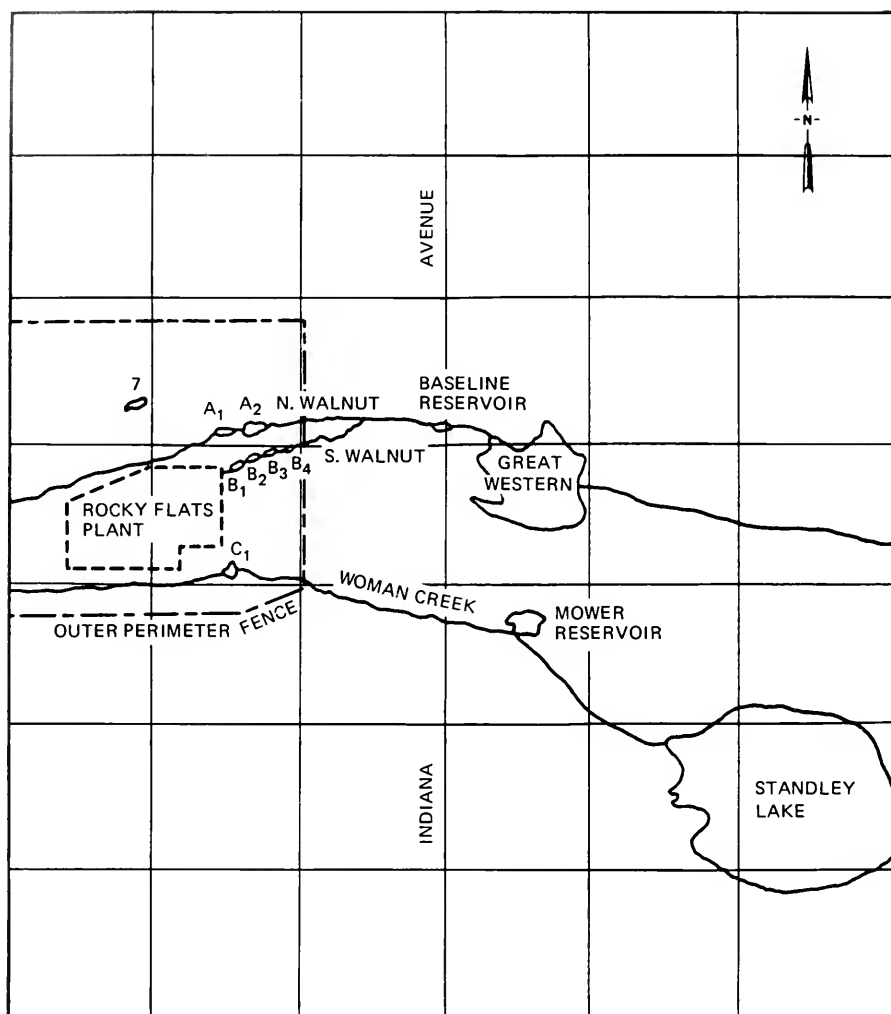 -N-
AVENUE
7
A1
A2
N. WALNUT
BASELINE
RESERVOIR
B1
B2
B3
B4
S. WALNUT
GREAT
WESTERN
ROCKY FLATS
PLANT
C1
WOMAN CREEK
MOWER
RESERVOIR
OUTER PERIMETER FENCE
INDIANA
STANDLEY
LAKE